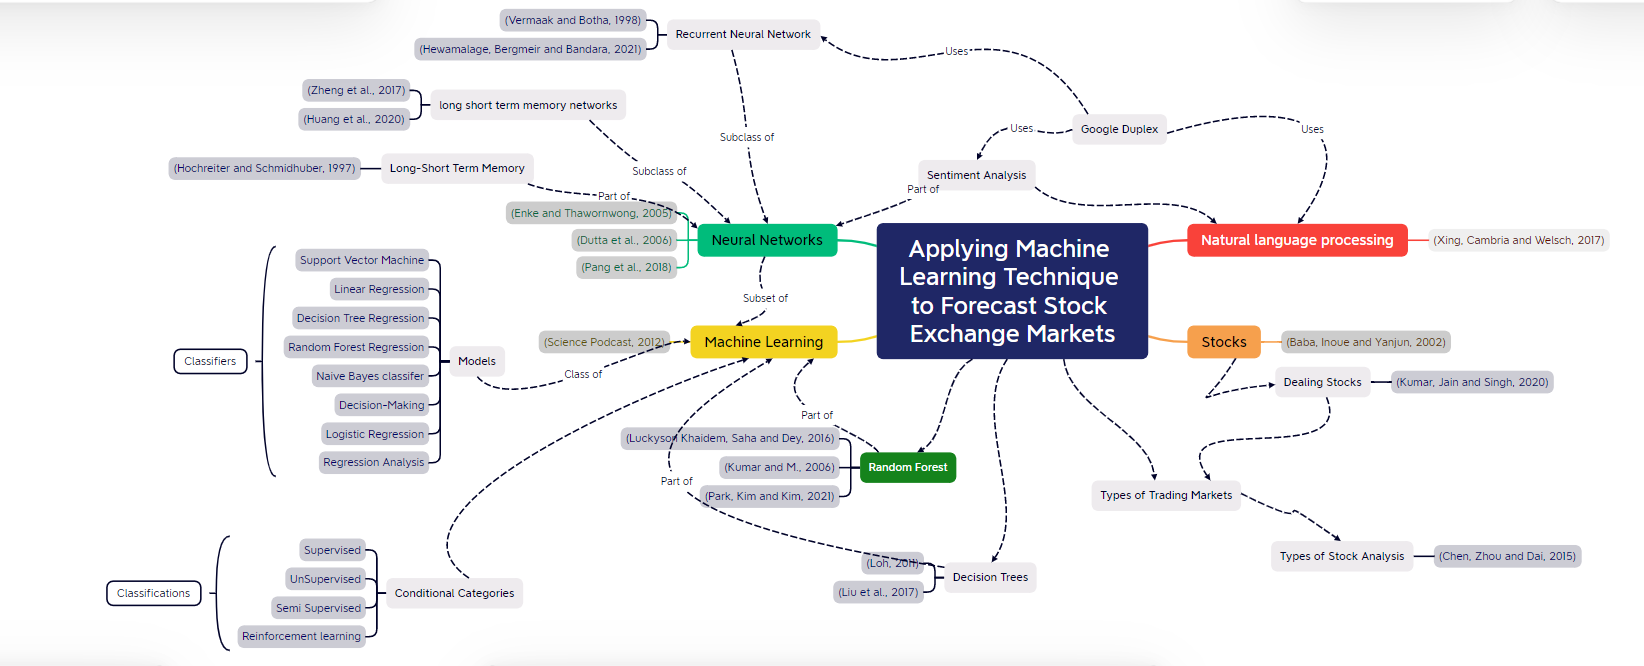 (Vermaak and Botha, 1998)
Recurrent Neural Network
(Hewamalage, Bergmeir and Bandara, 2021)
Uses
(Zheng et al., 2017)
long short term memory networks
(Huang et al., 2020)
Google Duplex
Uses
Uses
Subclass of
(Hochreiter and Schmidhuber, 1997)
Long-Short Term Memory
Subclass of
Sentiment Analysis
Part of
Part of
(Enke and Thawornwong, 2005)
(Dutta et al., 2006)
(Pang et al., 2018)
Neural Networks
Applying Machine
Learning Technique
to Forecast Stock
Exchange Markets
Natural language processing
(Xing, Cambria and Welsch, 2017)
Subset of
Support Vector Machine
Linear Regression
Decision Tree Regression
Random Forest Regression
Naive Bayes classifer
Decision-Making
Logistic Regression
Regression Analysis
Classifiers
Models
Class of
(Science Podcast, 2012)
Machine Learning
Stocks
(Baba, Inoue and Yanjun, 2002)
Dealing Stocks
(Kumar, Jain and Singh, 2020)
Part of
(Luckyson Khaidem, Saha and Dey, 2016)
(Kumar and M., 2006)
(Park, Kim and Kim, 2021)
Random Forest
Part of
Types of Trading Markets
Types of Stock Analysis
(Chen, Zhou and Dai, 2015)
(Loh, 2011)
(Liu et al., 2017)
Decision Trees
Supervised
UnSupervised
Semi Supervised
Reinforcement learning
Classifications
Conditional Categories